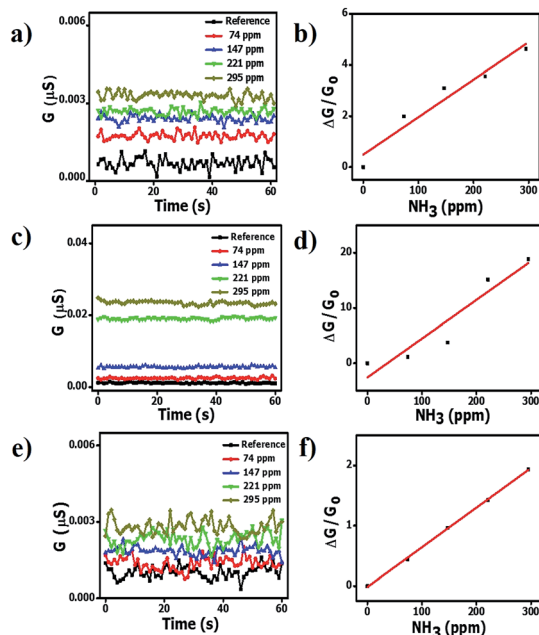 a)
G (μS)
0.006
0.003
0.000
Reference
74 ppm
147 ppm
221 ppm
295 ppm
0 20 40 60
Time (s)
b)
ΔG/G₀
6
4
2
0
0 100 200 300
NH₃ (ppm)
c)
G (μS)
0.04
0.02
0.00
Reference
74 ppm
147 ppm
221 ppm
295 ppm
0 20 40 60
Time (s)
d)
ΔG/G₀
20
10
0
0 100 200 300
NH₃ (ppm)
e)
G (μS)
0.006
0.003
0.000
Reference
74 ppm
147 ppm
221 ppm
295 ppm
0 20 40 60
Time (s)
f)
ΔG/G₀
2
1
0
0 100 200 300
NH₃ (ppm)